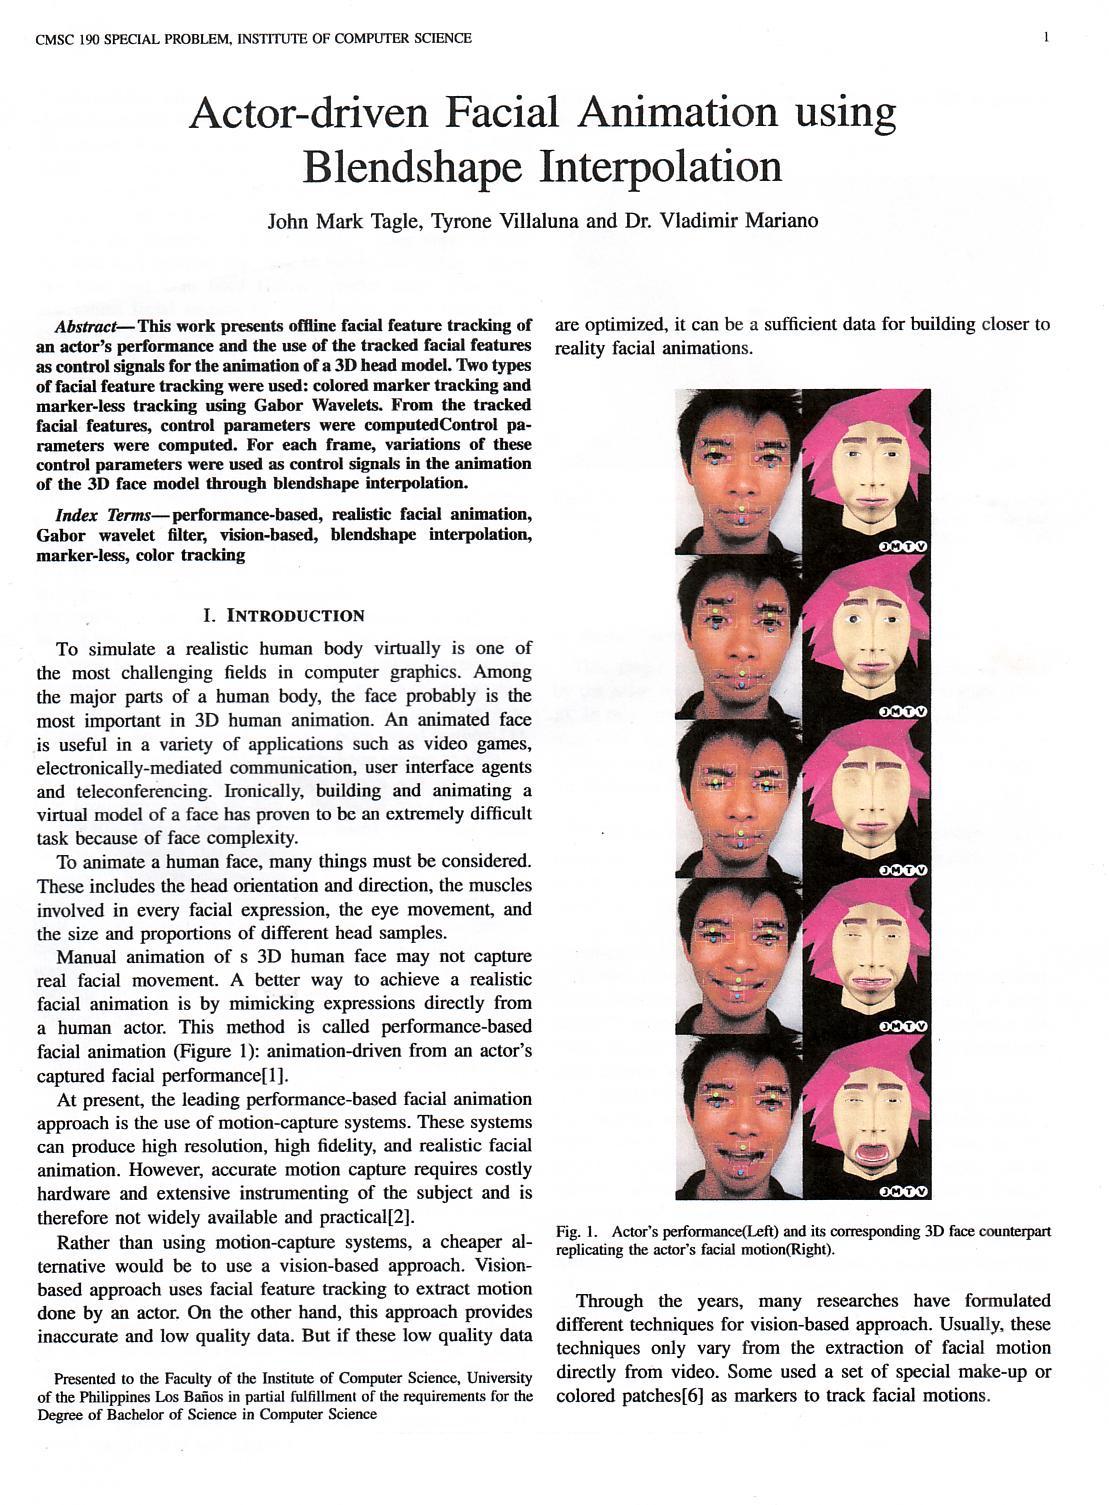 CMSC 190 SPECIAL PROBLEM, INSTITUTE OF COMPUTER SCIENCE
1
Actor-driven Facial Animation using
Blendshape Interpolation
John Mark Tagle, Tyrone Villaluna and Dr. Vladimir Mariano
Abstract—This work presents offline facial feature tracking of
an actor's performance and the use of the tracked facial features
as control signals for the animation of a 3D head model. Two types
of facial feature tracking were used: colored marker tracking and
marker-less tracking using Gabor Wavelets. From the tracked
facial features, control parameters were computedControl pa-
rameters were computed. For each frame, variations of these
control parameters were used as control signals in the animation
of the 3D face model through blendshape interpolation.
Index Terms—performance-based, realistic facial animation,
Gabor wavelet filter, vision-based, blendshape interpolation,
marker-less, color tracking
I. INTRODUCTION
To simulate a realistic human body virtually is one of
the most challenging fields in computer graphics. Among
the major parts of a human body, the face probably is the
most important in 3D human animation. An animated face
is useful in a variety of applications such as video games,
electronically-mediated communication, user interface agents
and teleconferencing. Ironically, building and animating a
virtual model of a face has proven to be an extremely difficult
task because of face complexity.
To animate a human face, many things must be considered.
These includes the head orientation and direction, the muscles
involved in every facial expression, the eye movement, and
the size and proportions of different head samples.
Manual animation of s 3D human face may not capture
real facial movement. A better way to achieve a realistic
facial animation is by mimicking expressions directly from
a human actor. This method is called performance-based
facial animation (Figure 1): animation-driven from an actor's
captured facial performance[1].
At present, the leading performance-based facial animation
approach is the use of motion-capture systems. These systems
can produce high resolution, high fidelity, and realistic facial
animation. However, accurate motion capture requires costly
hardware and extensive instrumenting of the subject and is
therefore not widely available and practical[2].
Rather than using motion-capture systems, a cheaper al-
ternative would be to use a vision-based approach. Vision-
based approach uses facial feature tracking to extract motion
done by an actor. On the other hand, this approach provides
inaccurate and low quality data. But if these low quality data
Presented to the Faculty of the Institute of Computer Science, University
of the Philippines Los Baños in partial fulfillment of the requirements for the
Degree of Bachelor of Science in Computer Science
are optimized, it can be a sufficient data for building closer to
reality facial animations.
JMTV
JMTV
JMTV
JMTV
JMTV
Fig. 1. Actor's performance(Left) and its corresponding 3D face counterpart
replicating the actor's facial motion(Right).
Through the years, many researches have formulated
different techniques for vision-based approach. Usually, these
techniques only vary from the extraction of facial motion
directly from video. Some used a set of special make-up or
colored patches[6] as markers to track facial motions.